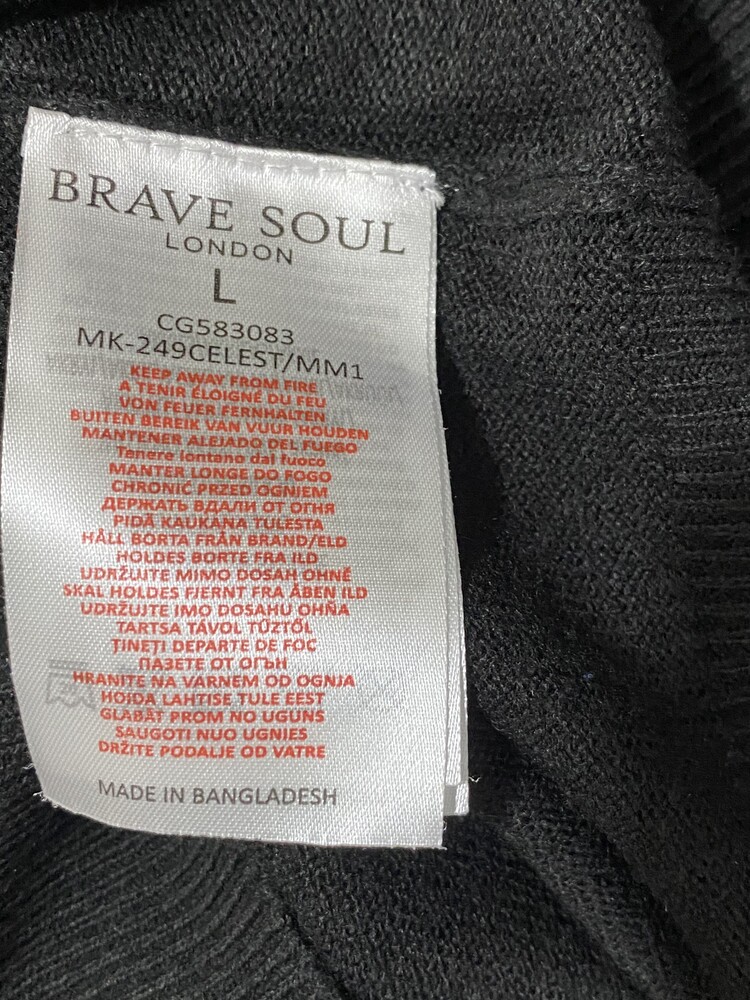 BRAVE SOUL
LONDON
L
CG583083
MK-249CELEST/MM1
KEEP AWAY FROM FIRE
A TENIR ÉLOIGNÉ DU FEU
VON FEUER FERNHALTEN
BUITEN BEREIK VAN VUUR HOUDEN
MANTENER ALEJADO DEL FUEGO
Tenere lontano dal fuoco
MANTER LONGE DO FOGO
CHRONIĆ PRZED OGNIEM
ДЕРЖАТЬ ВДАЛИ ОТ ОГНЯ
PIDÄ KAUKANA TULESTA
HÅLL BORTA FRÅN BRAND/ELD
HOLDES BORTE FRA ILD
UDRŽUJTE MIMO DOSAH OHNĚ
SKAL HOLDES FJERNT FRA ÅBEN ILD
UDRŽUJTE IMO DOSAHU OHŇA
TARTSA TÁVOL TŰZTŐL
ȚINEȚI DEPARTE DE FOC
ПАЗЕТЕ ОТ ОГЪН
HRANITE NA VARNEM OD OGNJA
HOIDA LAHTISE TULE EEST
GLABĀT PROM NO UGUNS
SAUGOTI NUO UGNIES
DRŽITE PODALJE OD VATRE
MADE IN BANGLADESH